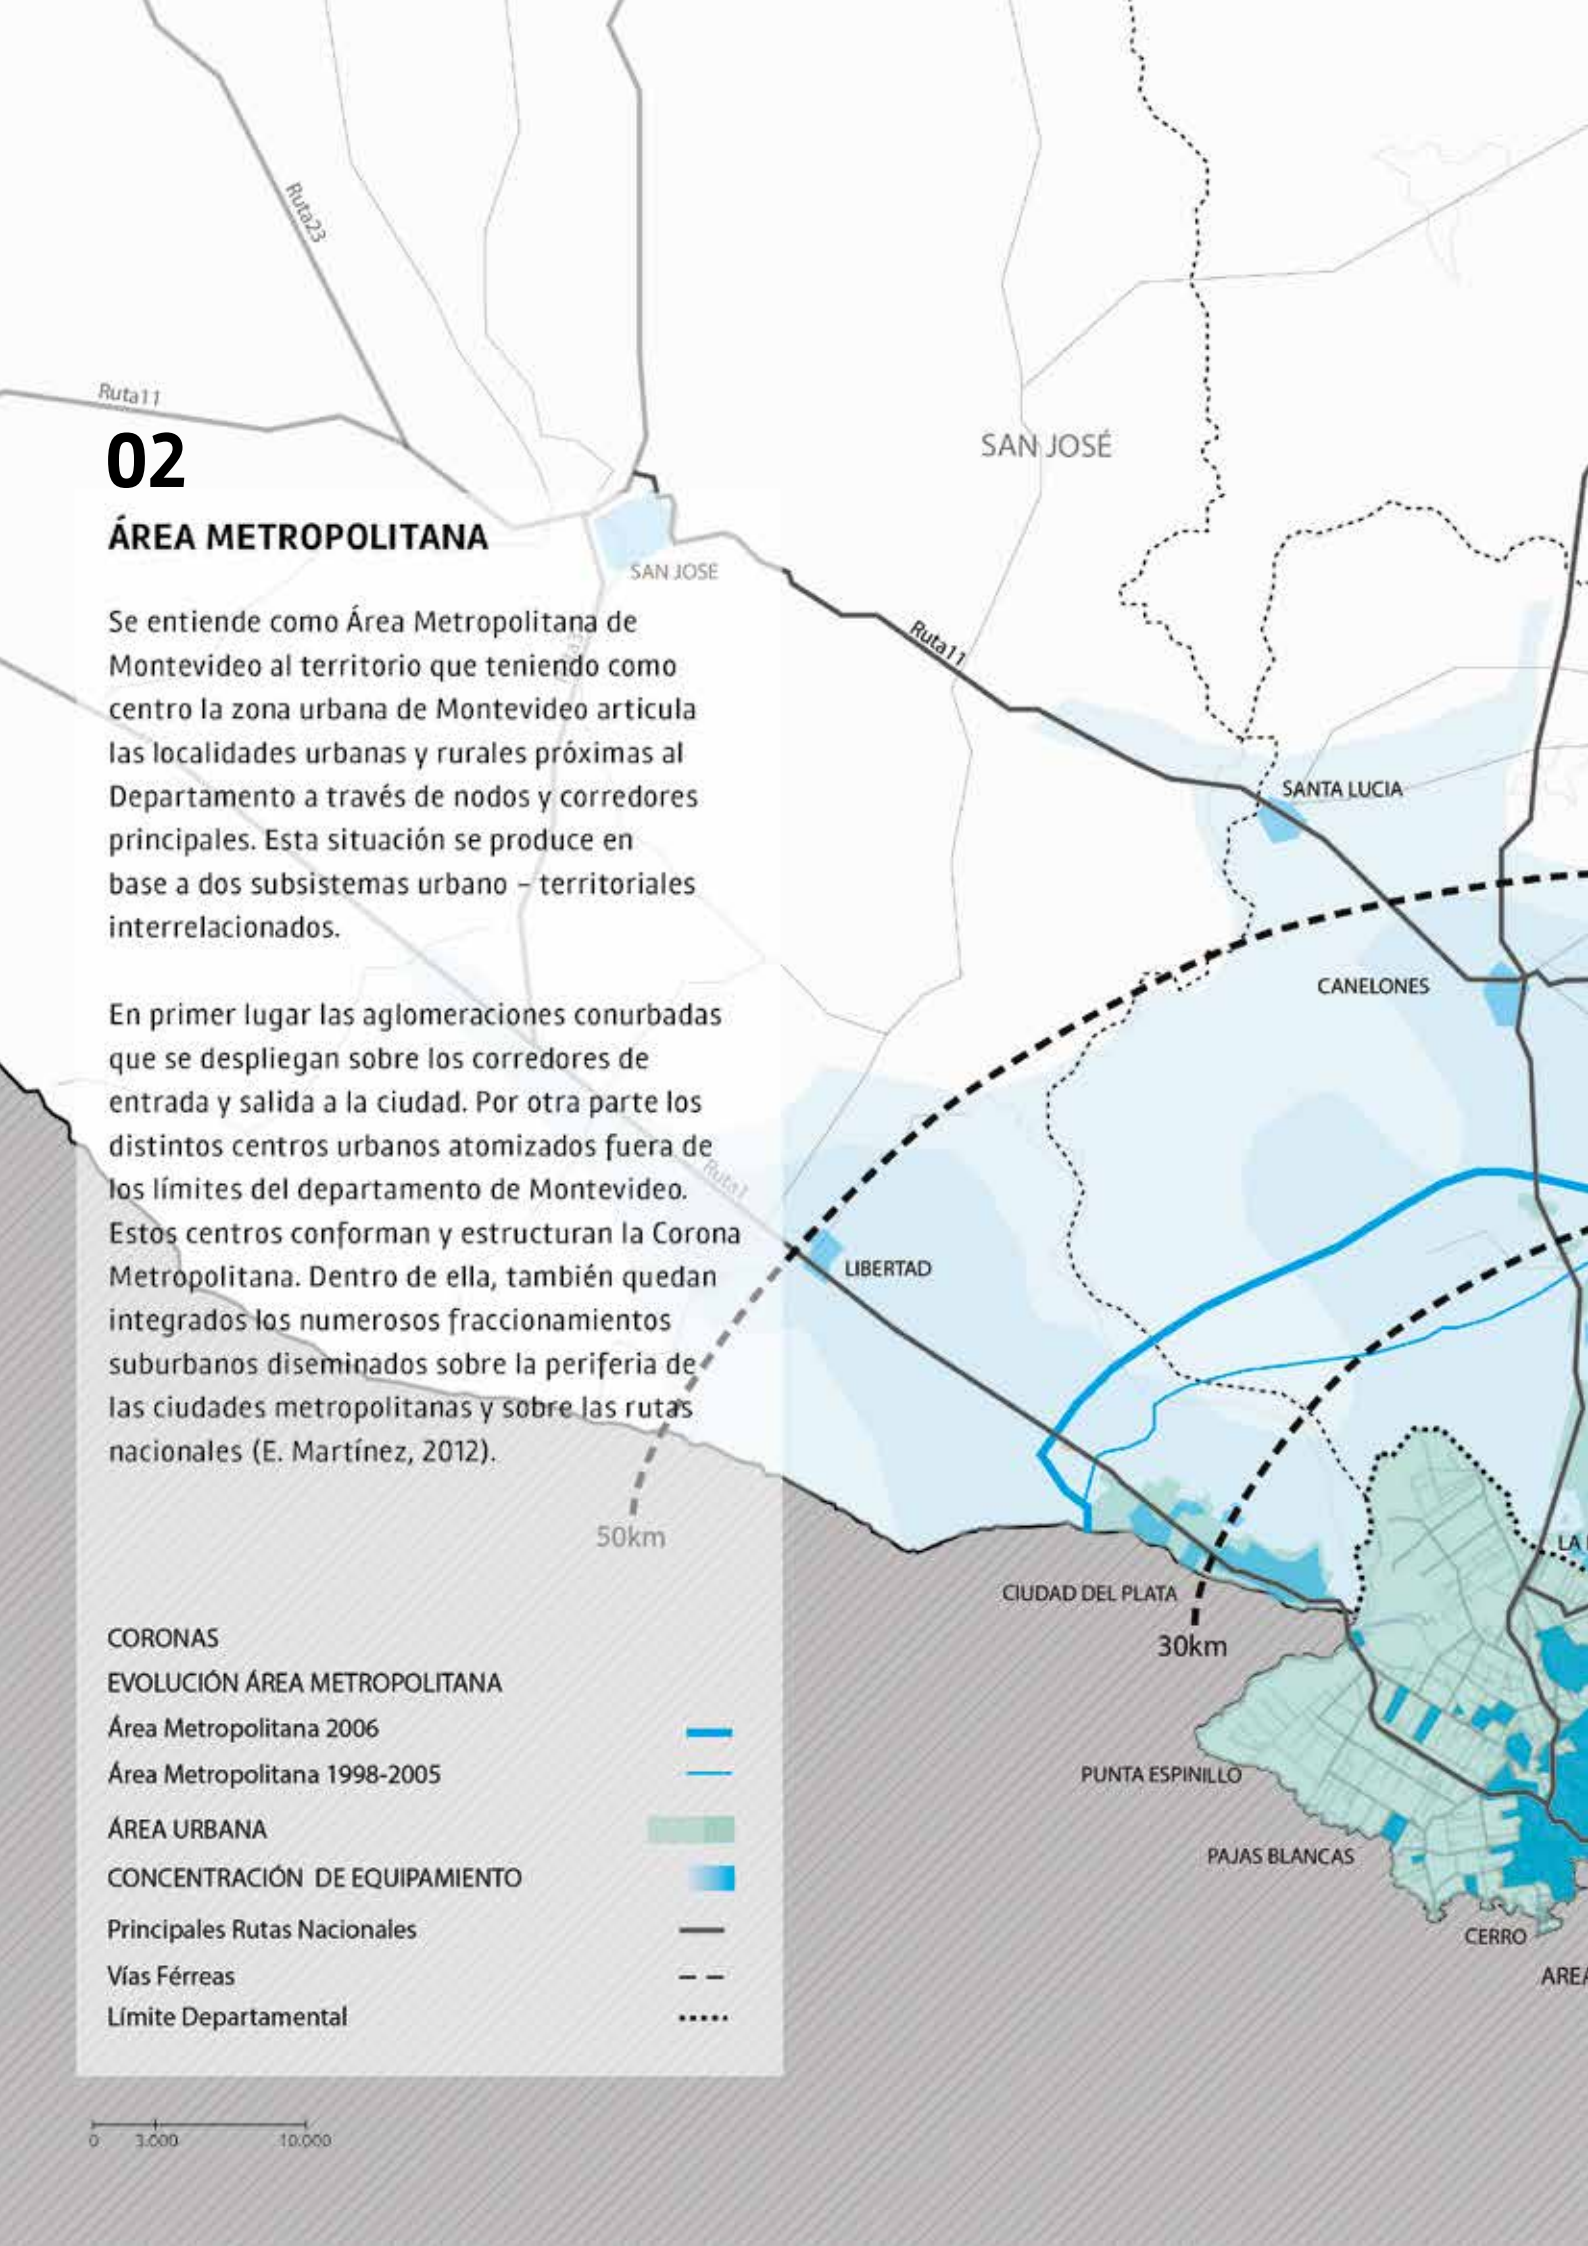 Ruta23
Ruta11
02
ÁREA METROPOLITANA
SAN JOSÉ
SAN JOSE
Se entiende como Área Metropolitana de
Montevideo al territorio que teniendo como
centro la zona urbana de Montevideo articula
las localidades urbanas y rurales próximas al
Departamento a través de nodos y corredores
principales. Esta situación se produce en
base a dos subsistemas urbano – territoriales
interrelacionados.
En primer lugar las aglomeraciones conurbadas
que se despliegan sobre los corredores de
entrada y salida a la ciudad. Por otra parte los
distintos centros urbanos atomizados fuera de
los límites del departamento de Montevideo.
Estos centros conforman y estructuran la Corona
Metropolitana. Dentro de ella, también quedan
integrados los numerosos fraccionamientos
suburbanos diseminados sobre la periferia de
las ciudades metropolitanas y sobre las rutas
nacionales (E. Martínez, 2012).
Ruta11
SANTA LUCIA
CANELONES
Ruta1
LIBERTAD
50km
CIUDAD DEL PLATA
30km
LA
PUNTA ESPINILLO
PAJAS BLANCAS
CERRO
AREA
CORONAS
EVOLUCIÓN ÁREA METROPOLITANA
Área Metropolitana 2006
Área Metropolitana 1998-2005
ÁREA URBANA
CONCENTRACIÓN DE EQUIPAMIENTO
Principales Rutas Nacionales
Vías Férreas
Límite Departamental
0 3.000 10.000